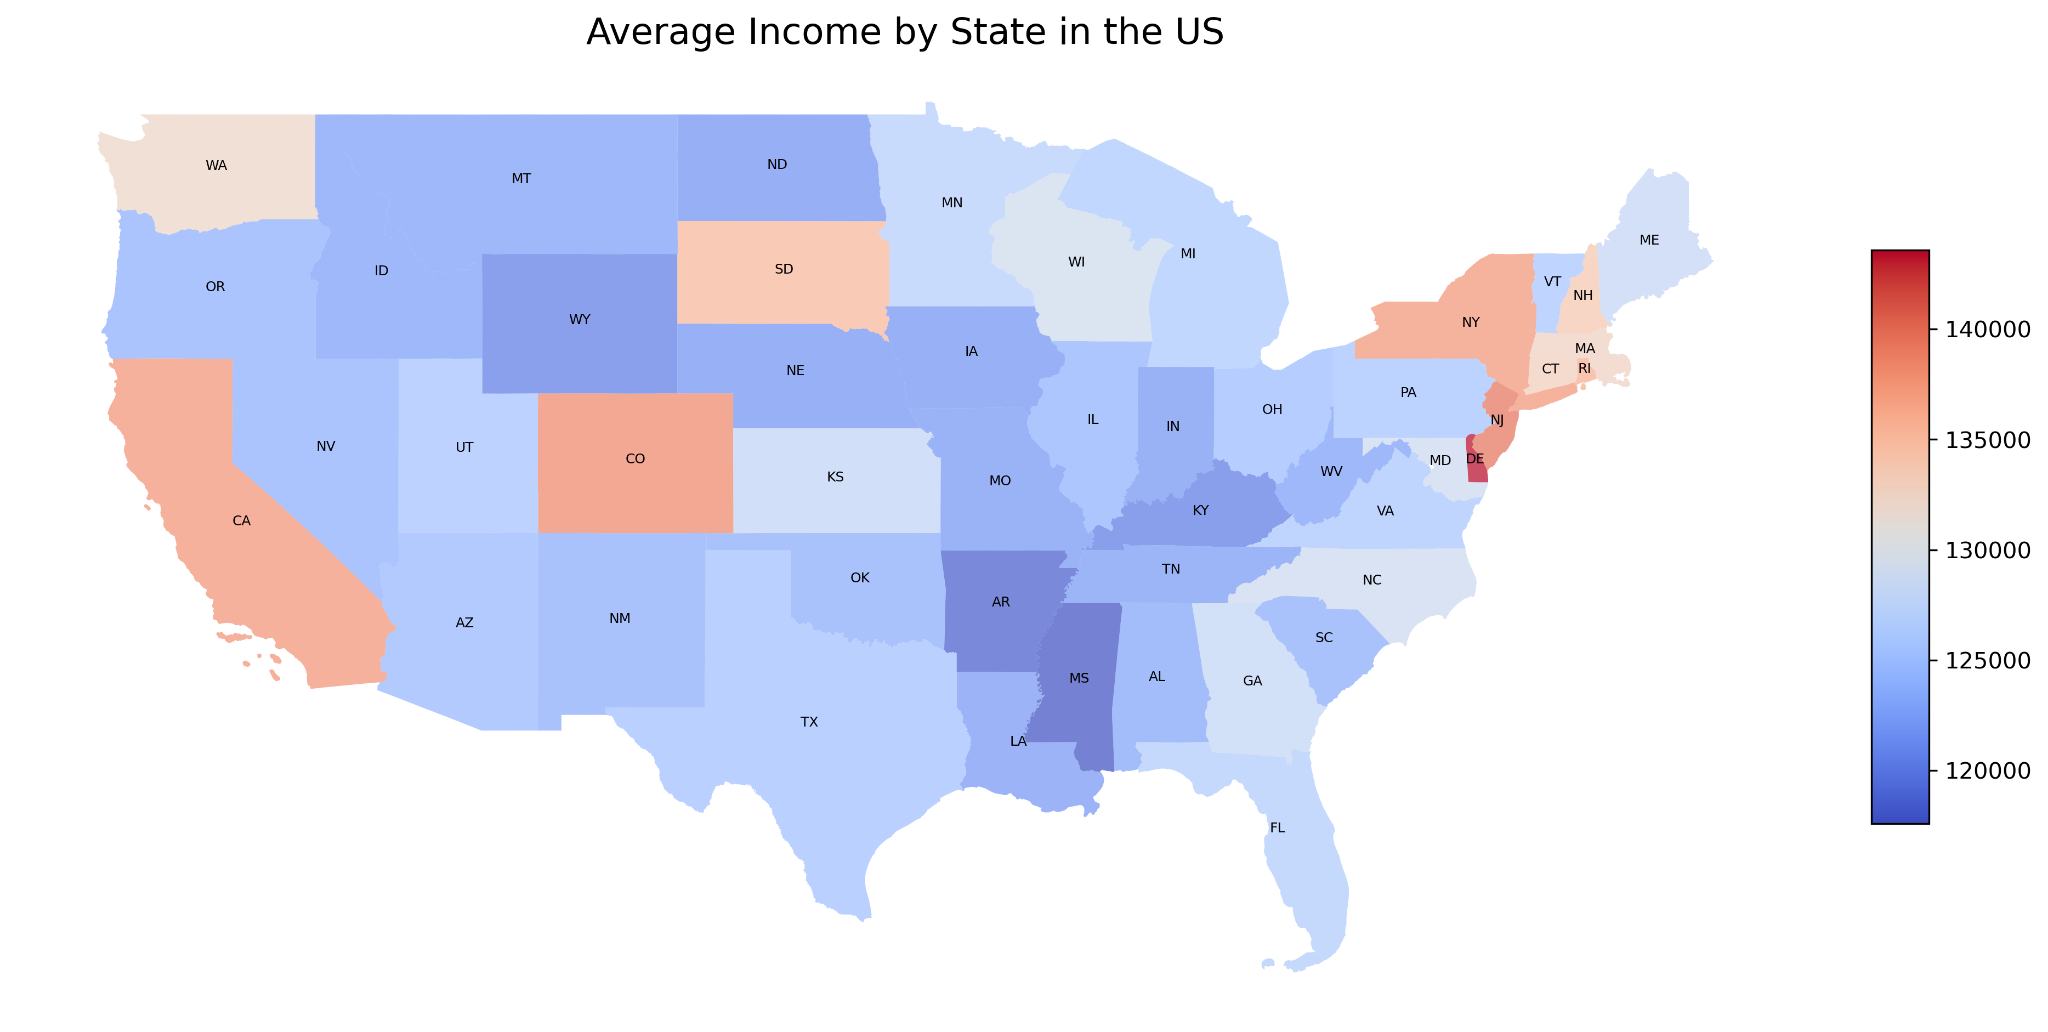 Average Income by State in the US
WA
MT
ND
MN
OR
ID
WY
SD
WI
MI
ME
VT
NH
NY
MA
CT
RI
NV
UT
CO
NE
IA
IL
IN
OH
PA
NJ
CA
KS
MO
KY
WV
VA
MD
DE
AZ
NM
OK
AR
TN
NC
SC
TX
LA
MS
AL
GA
FL
140000
135000
130000
125000
120000